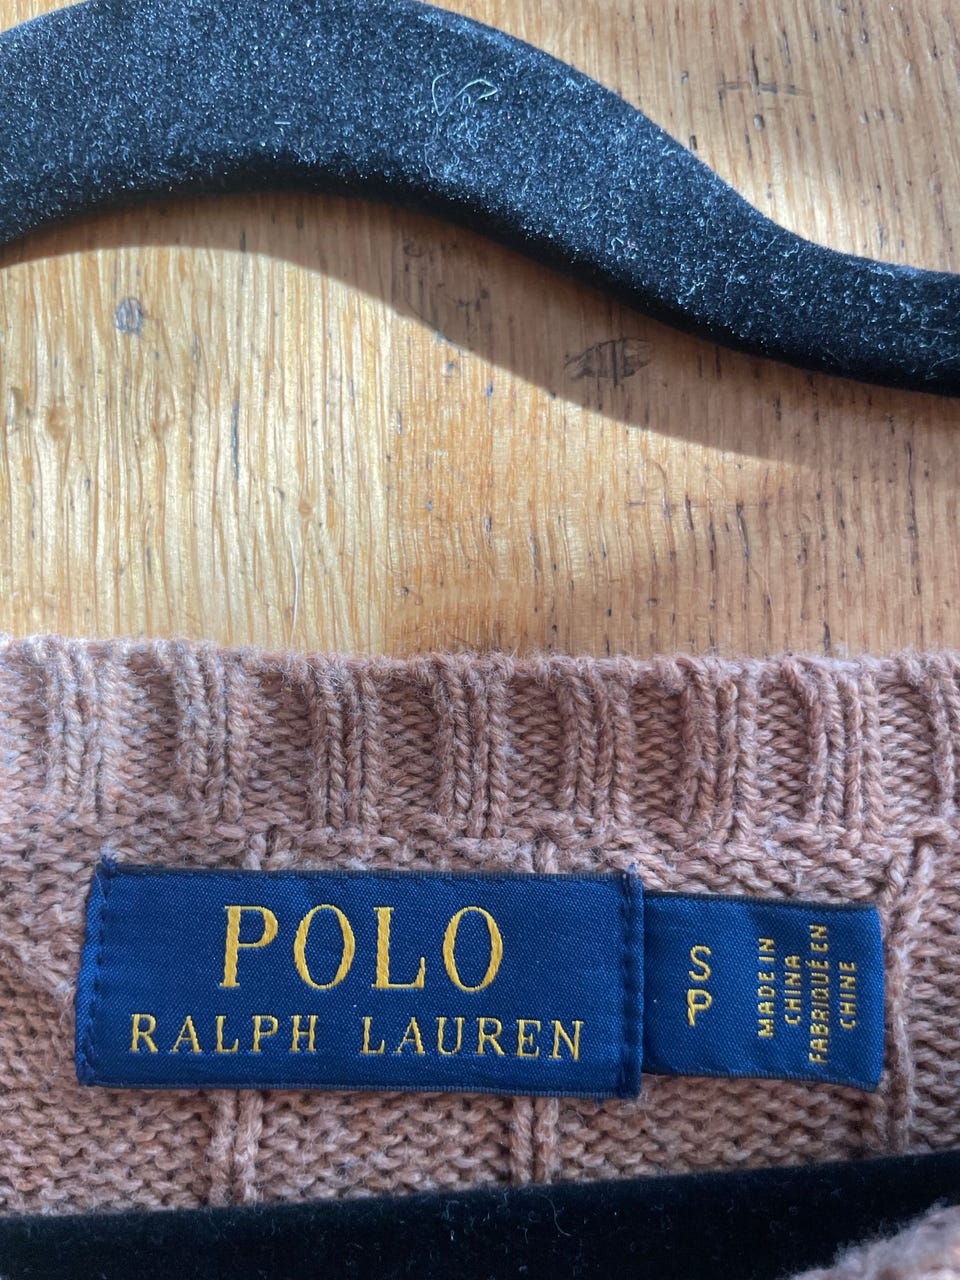 POLO
RALPH LAUREN
S
P
MADE IN
CHINA
FABRIQUÉ EN
CHINE